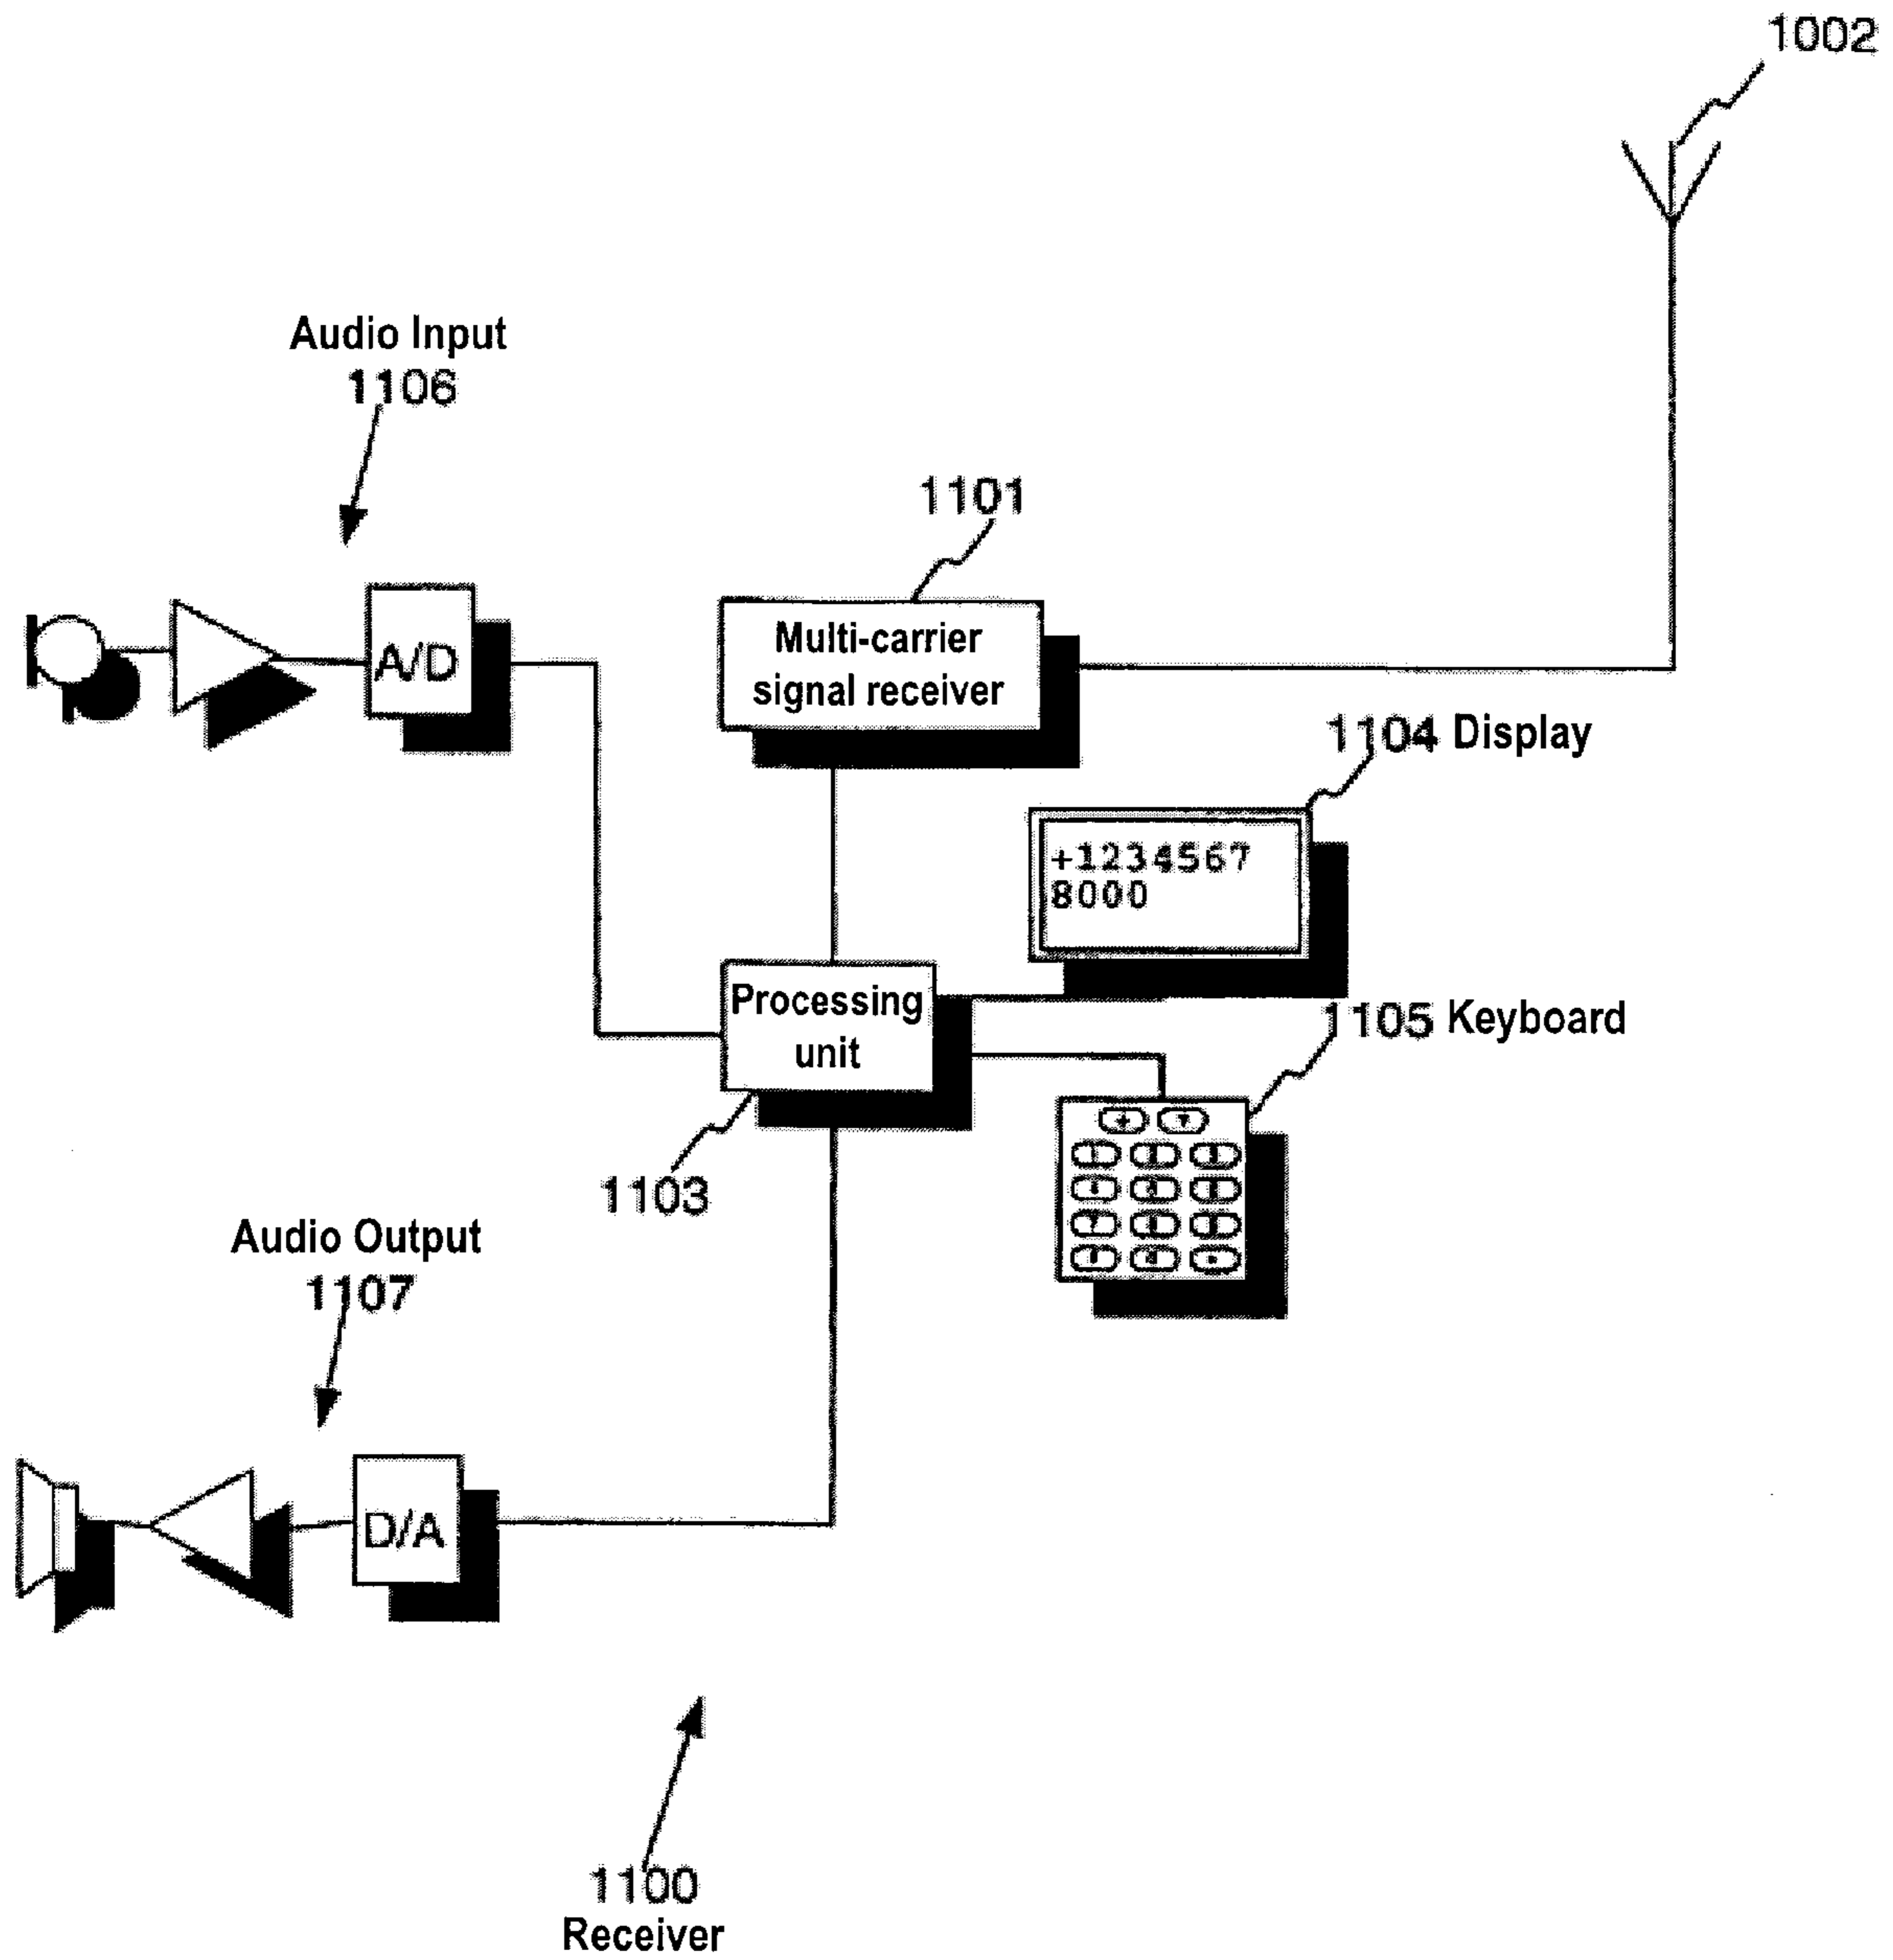 1002
Audio Input
1106
1101
A/D
Multi-carrier
signal receiver
1104 Display
+1234567
8000
Processing
unit
1105 Keyboard
1103
Audio Output
1107
D/A
1100
Receiver